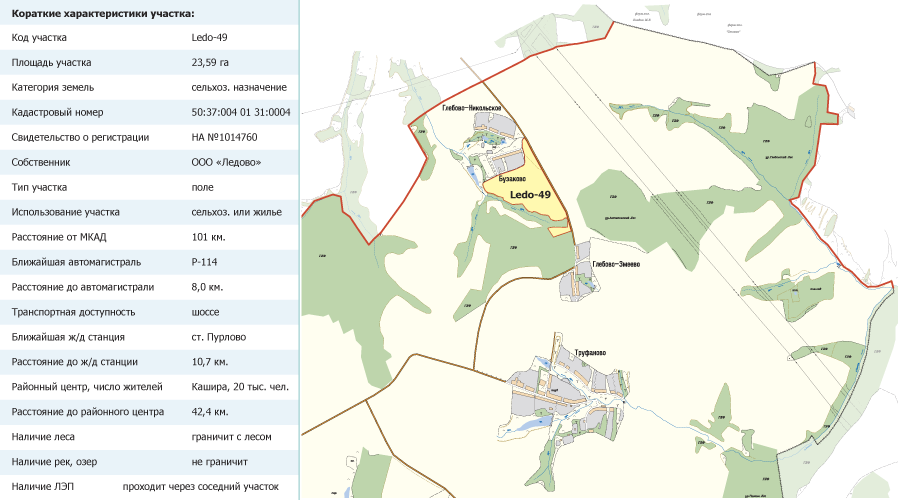 Краткие характеристики участка:
Код участка Ledo-49
Площадь участка 23,59 га
Категория земель сельхоз. назначение
Кадастровый номер 50:37:004 01 31:0004
Свидетельство о регистрации НА №1014760
Собственник ООО «Ледово»
Тип участка поле
Использование участка сельхоз. или жилье
Расстояние от МКАД 101 км.
Ближайшая автомагистраль Р-114
Расстояние до автомагистрали 8,0 км.
Транспортная доступность шоссе
Ближайшая ж/д станция ст. Пурлово
Расстояние до ж/д станции 10,7 км.
Районный центр, число жителей Кашира, 20 тыс. чел.
Расстояние до районного центра 42,4 км.
Наличие леса граничит с лесом
Наличие рек, озер не граничит
Наличие ЛЭП проходит через соседний участок
Глебово-Никольское
Бузаково
Ledo-49
Глебово-Змеево
Труфаново